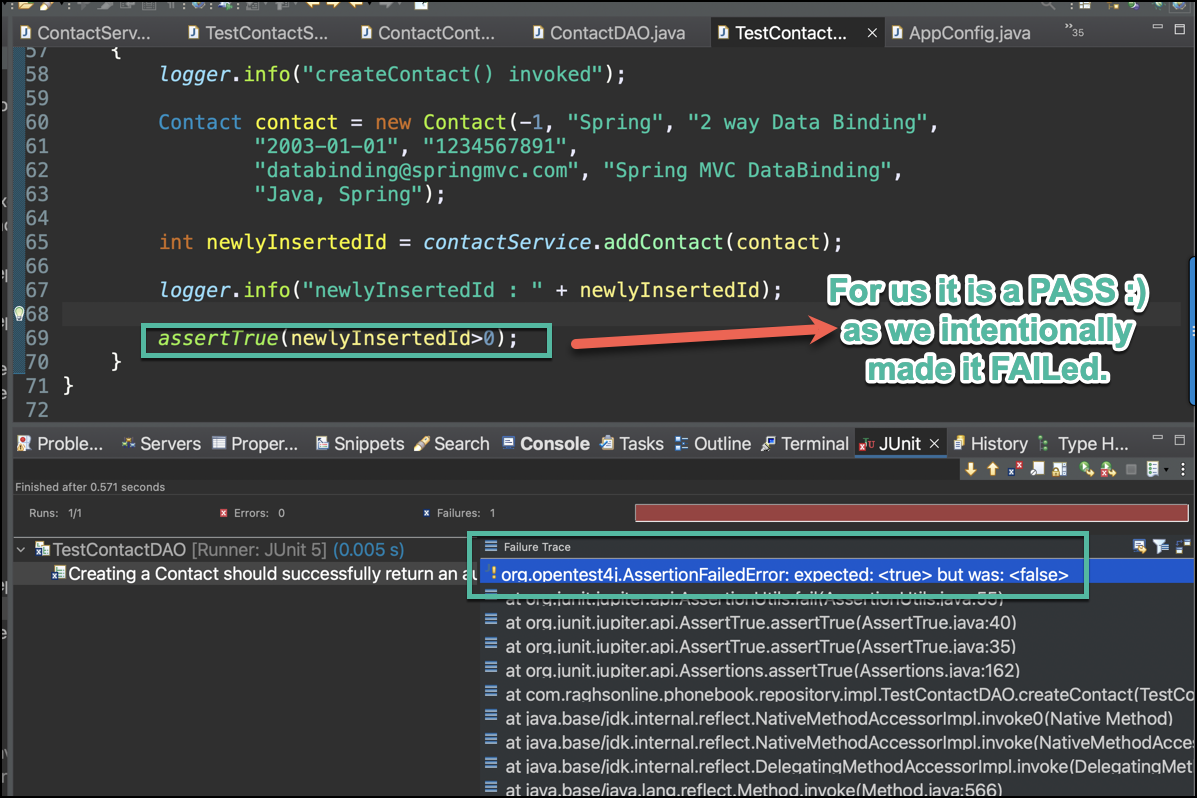 ContactServ... TestContactS... ContactCont... ContactDAO.java TestContact... AppConfig.java »35
57 {
58 logger.info("createContact() invoked");
59
60 Contact contact = new Contact(-1, "Spring", "2 way Data Binding",
61 "2003-01-01", "1234567891",
62 "databinding@springmvc.com", "Spring MVC DataBinding",
63 "Java, Spring");
64
65 int newlyInsertedId = contactService.addContact(contact);
66
67 logger.info("newlyInsertedId : " + newlyInsertedId);
68
69 assertTrue(newlyInsertedId>0);
70 }
71 }
72
For us it is a PASS :)
as we intentionally
made it FAILed.
Proble... Servers Proper... Snippets Search Console Tasks Outline Terminal JUnit History Type H...
Finished after 0.571 seconds
Runs: 1/1 Errors: 0 Failures: 1
TestContactDAO [Runner: JUnit 5] (0.005 s)
Creating a Contact should successfully return an au
Failure Trace
org.opentest4j.AssertionFailedError: expected: <true> but was: <false>
at org.junit.jupiter.api.AssertionUtils.fail(AssertionUtils.java:55)
at org.junit.jupiter.api.AssertTrue.assertTrue(AssertTrue.java:40)
at org.junit.jupiter.api.AssertTrue.assertTrue(AssertTrue.java:35)
at org.junit.jupiter.api.Assertions.assertTrue(Assertions.java:162)
at com.raghsonline.phonebook.repository.impl.TestContactDAO.createContact(TestCo
at java.base/jdk.internal.reflect.NativeMethodAccessorImpl.invoke0(Native Method)
at java.base/jdk.internal.reflect.NativeMethodAccessorImpl.invoke(NativeMethodAcce
at java.base/jdk.internal.reflect.DelegatingMethodAccessorImpl.invoke(DelegatingMet
at java.base/java.lang.reflect.Method.invoke(Method.java:566)